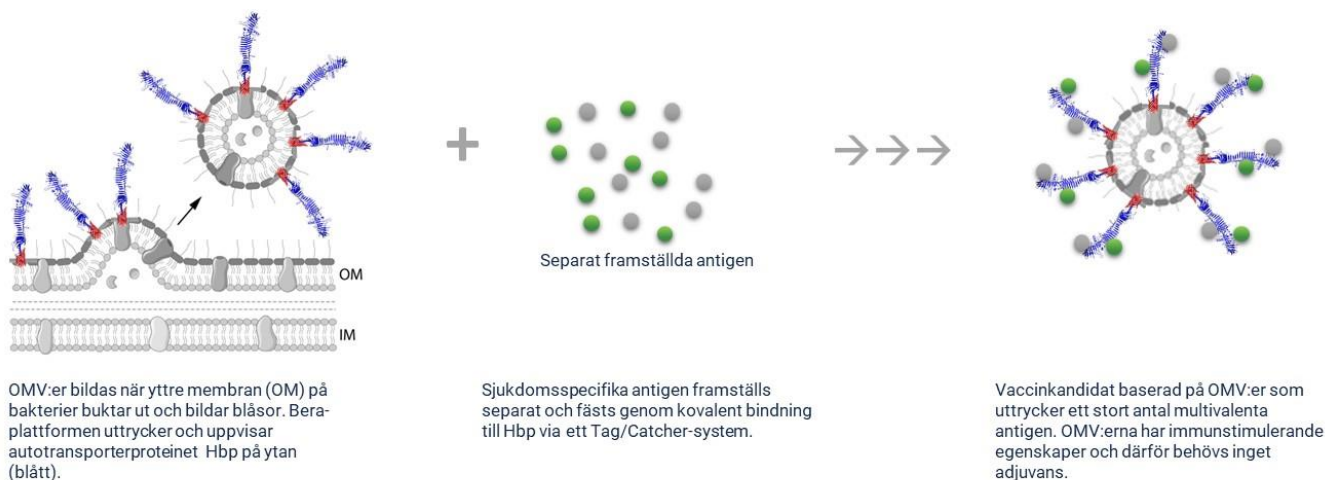 OM
IM
Separat framställda antigen
OMV:er bildas när yttre membran (OM) på
bakterier buktar ut och bildar blåsor. Bera-
plattformen uttrycker och uppvisar
autotransporterproteinet Hbp på ytan
(blått).
Sjukdomsspecifika antigen framställs
separat och fästs genom kovalent bindning
till Hbp via ett Tag/Catcher-system.
Vaccinkandidat baserad på OMV:er som
uttrycker ett stort antal multivalenta
antigen. OMV:erna har immunstimulerande
egenskaper och därför behövs inget
adjuvans.